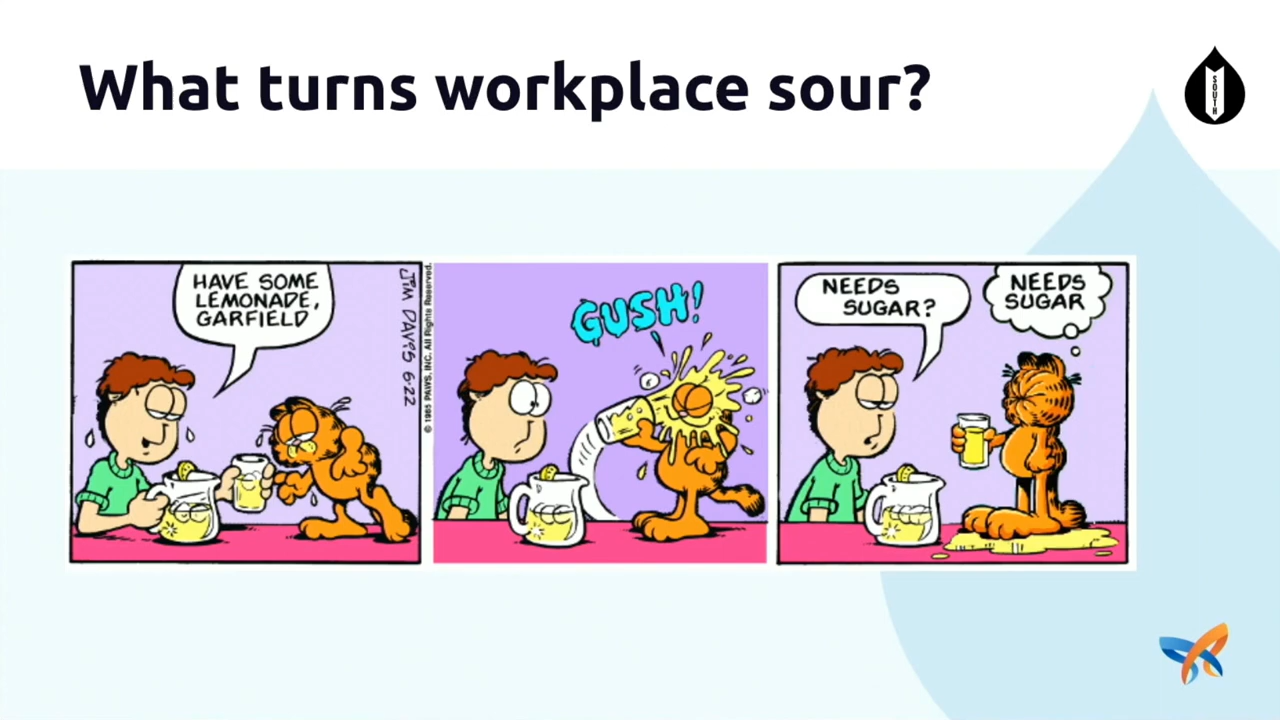 What turns workplace sour?
SOUTH
HAVE SOME
LEMONADE,
GARFIELD
JIM DAVIS 6-22
© 1985 PAWS, INC. All Rights Reserved.
GUSH!
NEEDS
SUGAR?
NEEDS
SUGAR